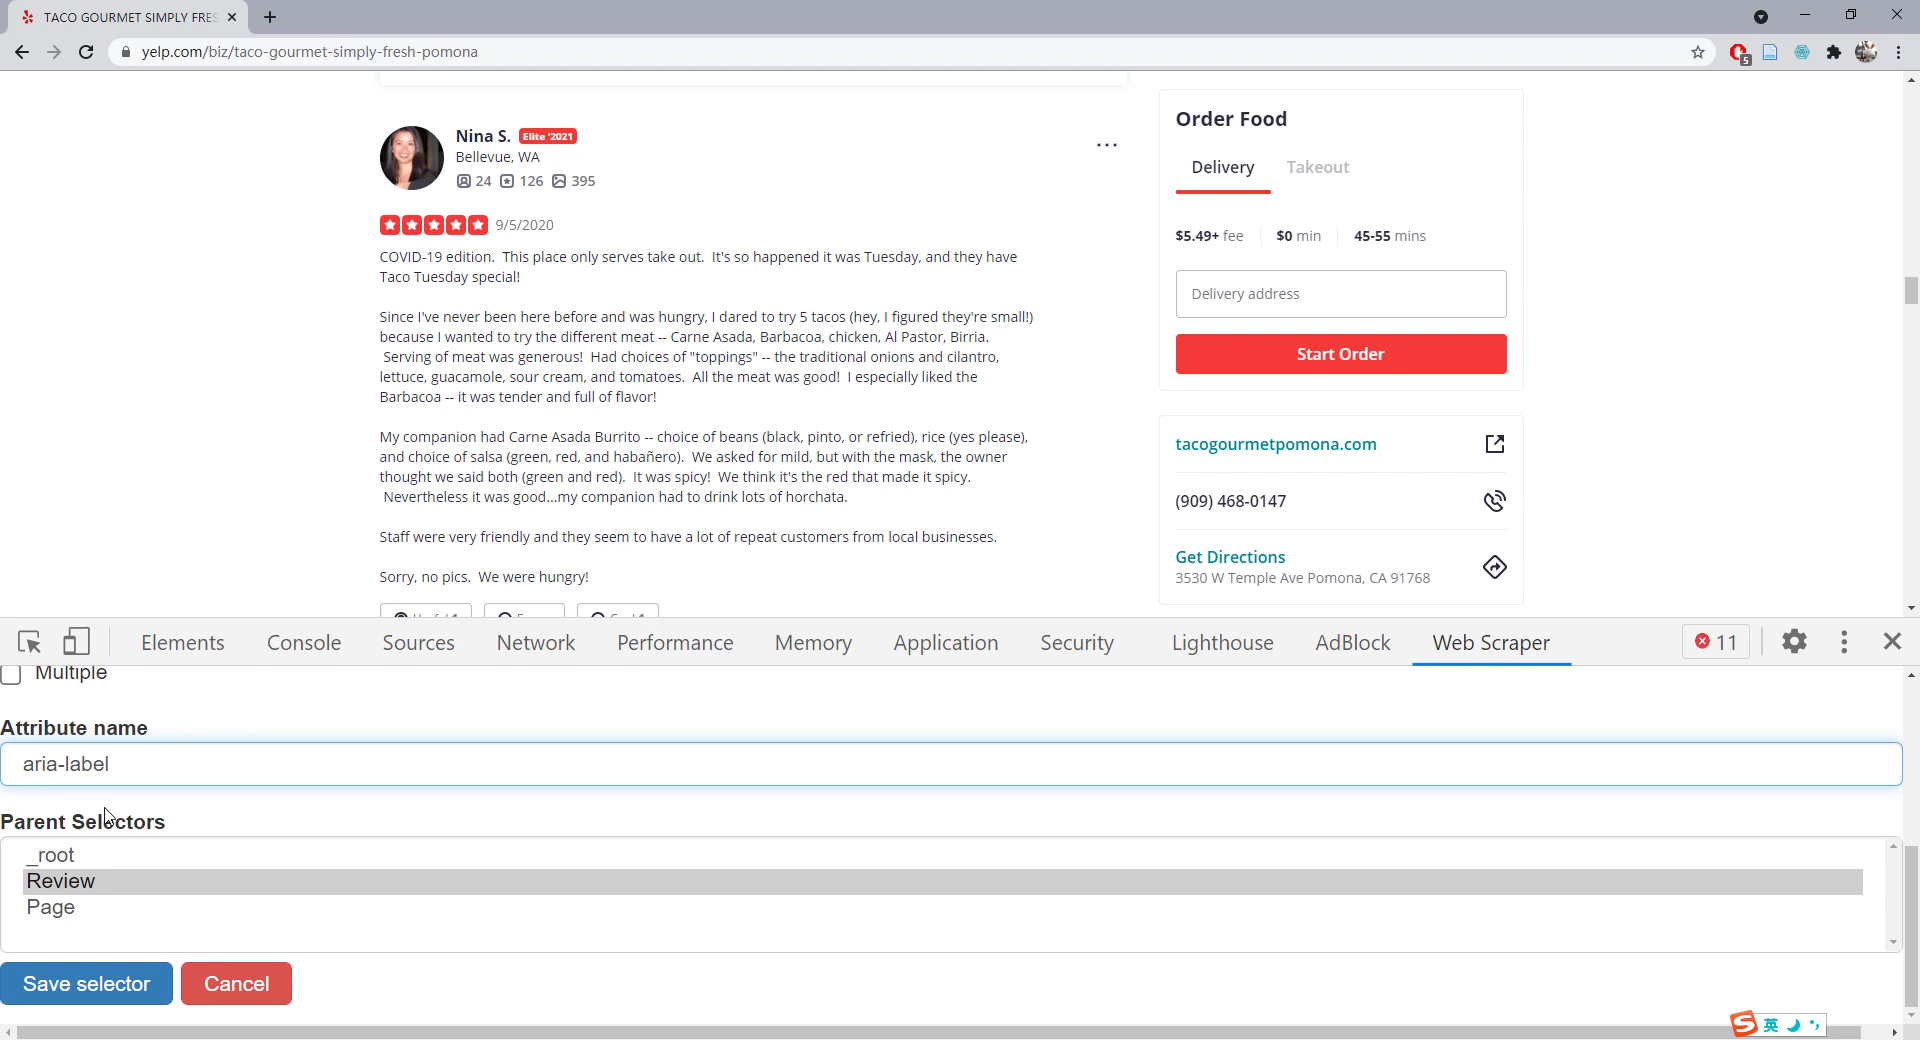 TACO GOURMET SIMPLY FRES
yelp.com/biz/taco-gourmet-simply-fresh-pomona
5
Nina S. Elite '2021
Bellevue, WA
24 126 395
9/5/2020
COVID-19 edition. This place only serves take out. It's so happened it was Tuesday, and they have
Taco Tuesday special!
Since I've never been here before and was hungry, I dared to try 5 tacos (hey, I figured they're small!)
because I wanted to try the different meat -- Carne Asada, Barbacoa, chicken, Al Pastor, Birria.
Serving of meat was generous! Had choices of "toppings" -- the traditional onions and cilantro,
lettuce, guacamole, sour cream, and tomatoes. All the meat was good! I especially liked the
Barbacoa -- it was tender and full of flavor!
My companion had Carne Asada Burrito -- choice of beans (black, pinto, or refried), rice (yes please),
and choice of salsa (green, red, and habañero). We asked for mild, but with the mask, the owner
thought we said both (green and red). It was spicy! We think it's the red that made it spicy.
Nevertheless it was good...my companion had to drink lots of horchata.
Staff were very friendly and they seem to have a lot of repeat customers from local businesses.
Sorry, no pics. We were hungry!
Order Food
Delivery Takeout
$5.49+ fee $0 min 45-55 mins
Delivery address
Start Order
tacogourmetpomona.com
(909) 468-0147
Get Directions
3530 W Temple Ave Pomona, CA 91768
Elements Console Sources Network Performance Memory Application Security Lighthouse AdBlock Web Scraper 11
Multiple
Attribute name
aria-label
Parent Selectors
_root
Review
Page
Save selector Cancel
英